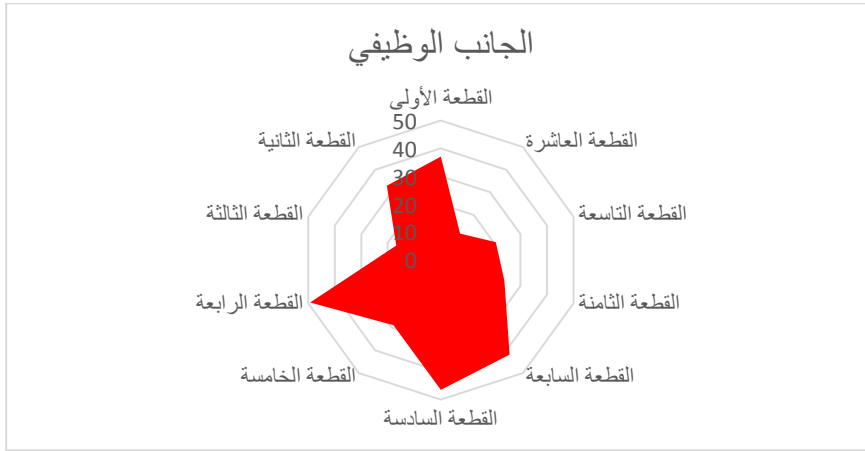 الجانب الوظيفي
القطعة الأولى
القطعة الثانية
القطعة الثالثة
القطعة الرابعة
القطعة الخامسة
القطعة السادسة
القطعة السابعة
القطعة الثامنة
القطعة التاسعة
القطعة العاشرة
50
40
30
20
10
0